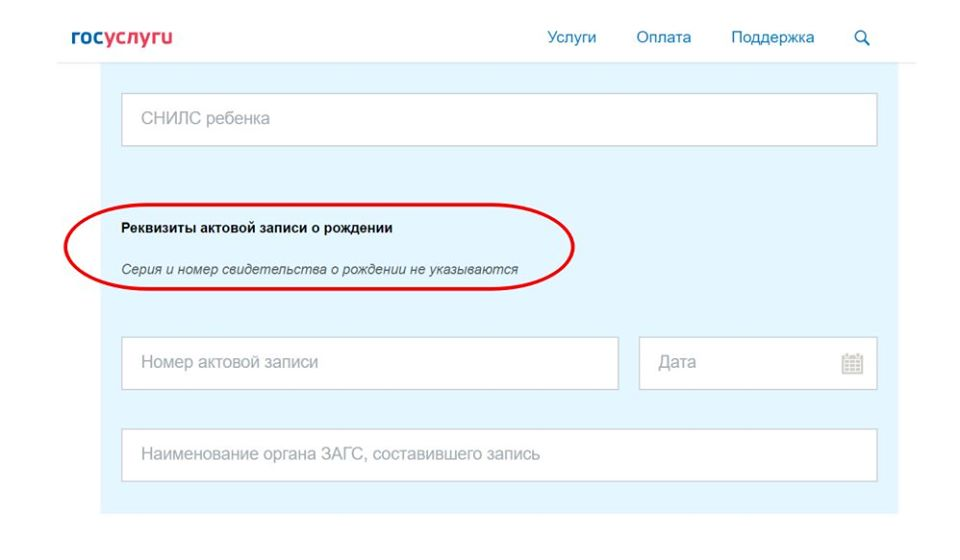 госуслуги Услуги Оплата Поддержка
СНИЛС ребенка
Реквизиты актовой записи о рождении
Серия и номер свидетельства о рождении не указываются
Номер актовой записи Дата
Наименование органа ЗАГС, составившего запись